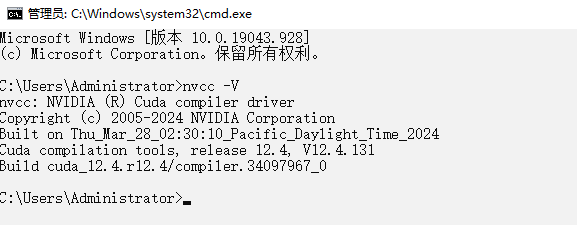 管理员: C:\Windows\system32\cmd.exe
Microsoft Windows [版本 10.0.19043.928]
(c) Microsoft Corporation。保留所有权利。
C:\Users\Administrator>nvcc -V
nvcc: NVIDIA (R) Cuda compiler driver
Copyright (c) 2005-2024 NVIDIA Corporation
Built on Thu_Mar_28_02:30:10_Pacific_Daylight_Time_2024
Cuda compilation tools, release 12.4, V12.4.131
Build cuda_12.4.r12.4/compiler.34097967_0
C:\Users\Administrator>